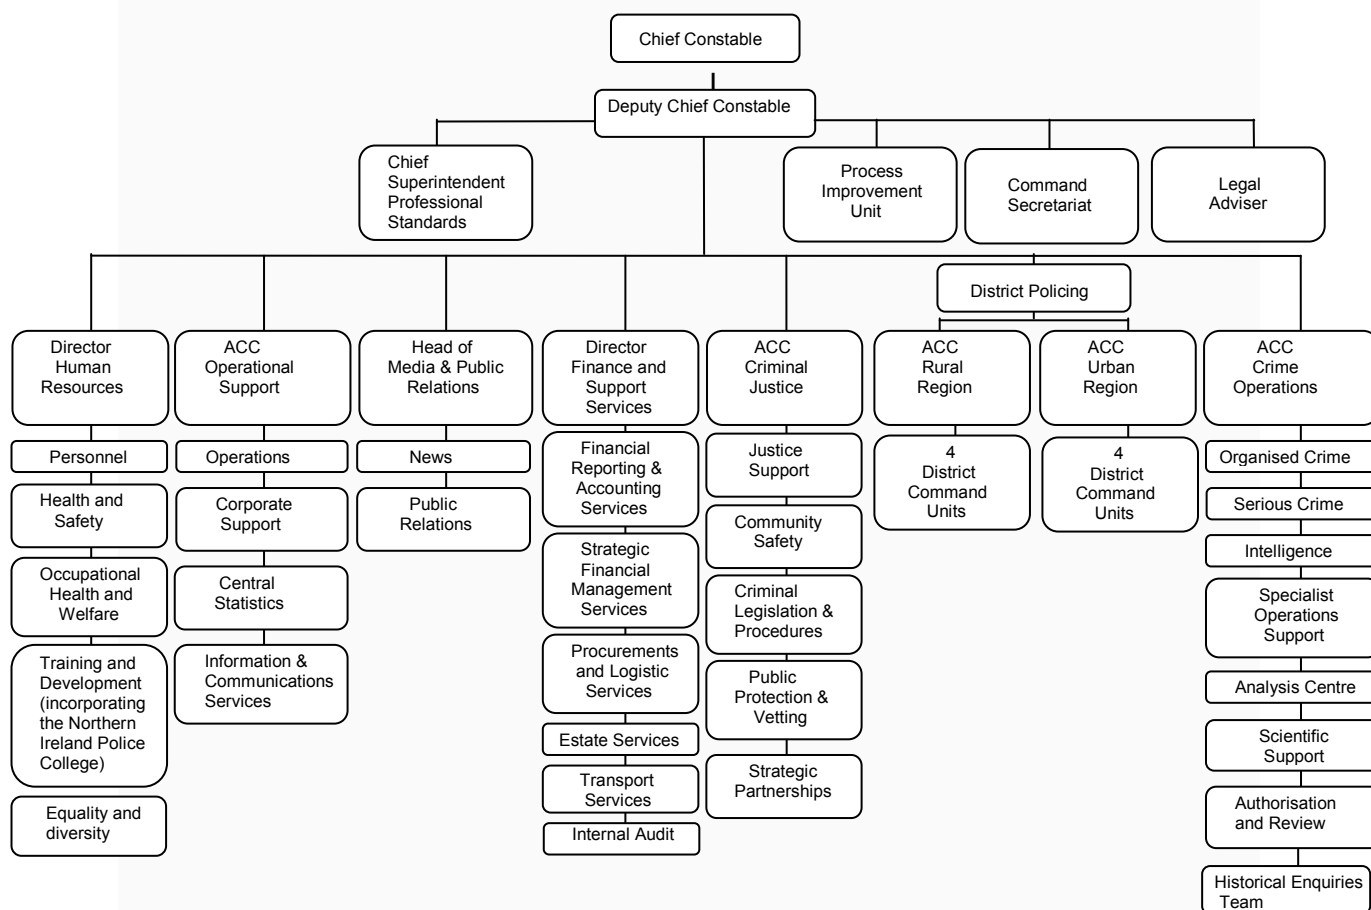 Chief Constable
Deputy Chief Constable
Chief
Superintendent
Professional
Standards
Process
Improvement
Unit
Command
Secretariat
Legal
Adviser
District Policing
Director
Human
Resources
ACC
Operational
Support
Head of
Media & Public
Relations
Director
Finance and
Support
Services
ACC
Criminal
Justice
ACC
Rural
Region
ACC
Urban
Region
ACC
Crime
Operations
Personnel
Health and
Safety
Occupational
Health and
Welfare
Training and
Development
(incorporating
the Northern
Ireland Police
College)
Equality and
diversity
Operations
Corporate
Support
Central
Statistics
Information &
Communications
Services
News
Public
Relations
Financial
Reporting &
Accounting
Services
Strategic
Financial
Management
Services
Procurements
and Logistic
Services
Estate Services
Transport
Services
Internal Audit
Justice
Support
Community
Safety
Criminal
Legislation &
Procedures
Public
Protection &
Vetting
Strategic
Partnerships
4
District
Command
Units
4
District
Command
Units
Organised Crime
Serious Crime
Intelligence
Specialist
Operations
Support
Analysis Centre
Scientific
Support
Authorisation
and Review
Historical Enquiries
Team